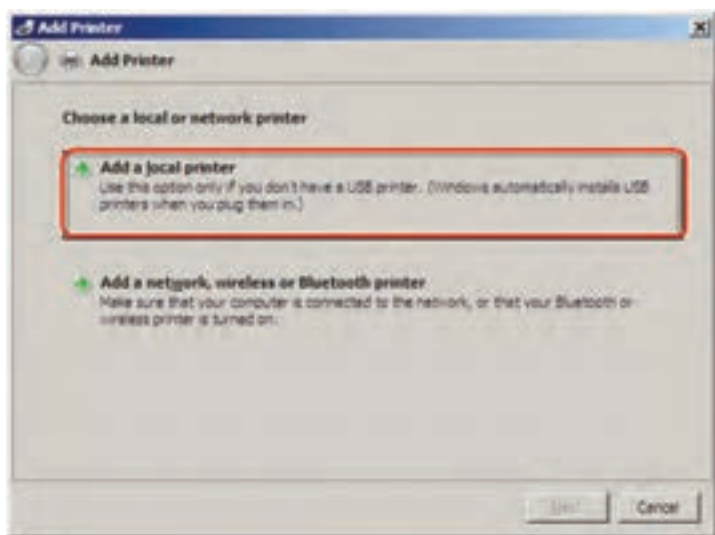 Add Printer
Add Printer
Choose a local or network printer
Add a local printer
Use this option only if you don't have a USB printer. (Windows automatically installs USB
printers when you plug them in.)
Add a network, wireless or Bluetooth printer
Make sure that your computer is connected to the network, or that your Bluetooth or
wireless printer is turned on.
Next
Cancel